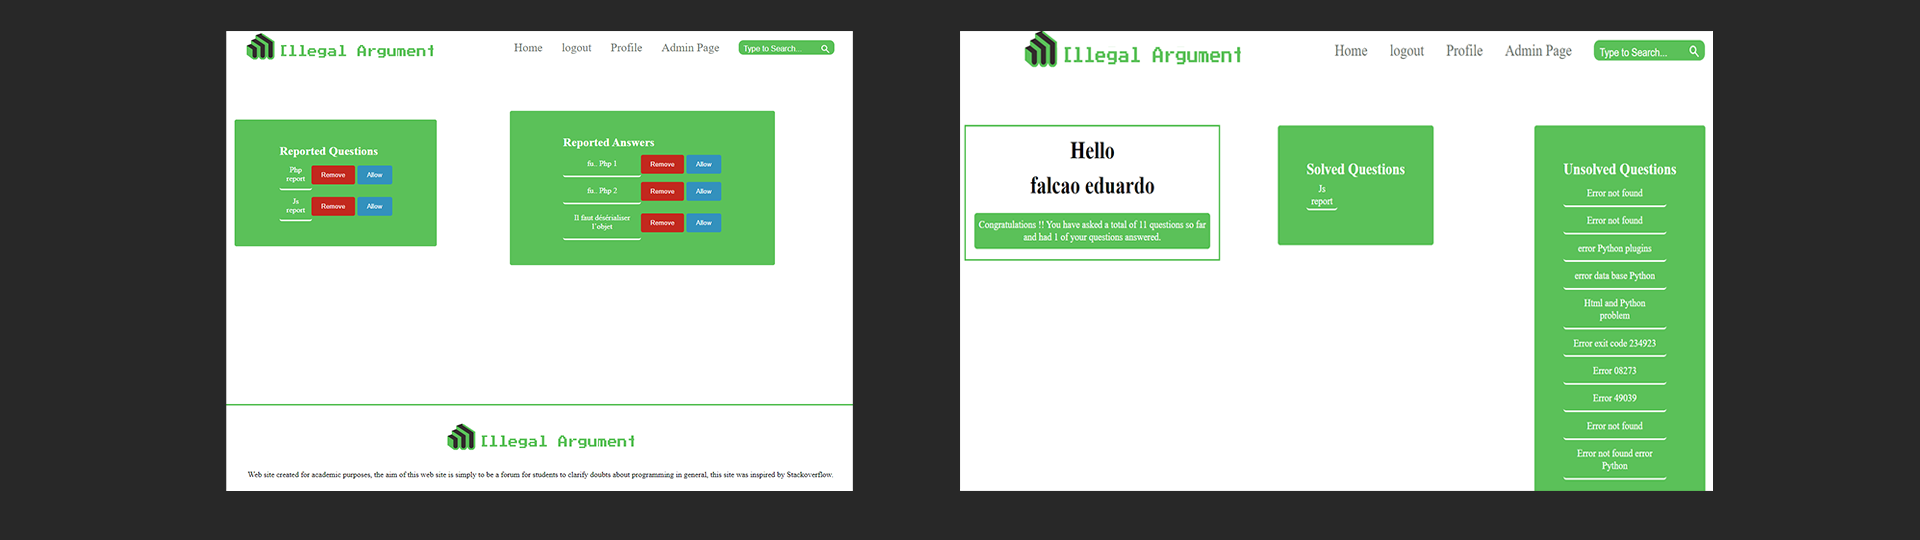 Illegal Argument
Home logout Profile Admin Page Type to Search...
Reported Questions
Php
report
Remove Allow
Js
report
Remove Allow
Reported Answers
fu.. Php 1 Remove Allow
fu.. Php 2 Remove Allow
Il faut désérialiser
l'objet
Remove Allow
Illegal Argument
Web site created for academic purposes, the aim of this web site is simply to be a forum for students to clarify doubts about programming in general, this site was inspired by Stackoverflow.
Illegal Argument
Home logout Profile Admin Page Type to Search...
Hello
falcao eduardo
Congratulations !! You have asked a total of 11 questions so far
and had 1 of your questions answered.
Solved Questions
Js
report
Unsolved Questions
Error not found
Error not found
error Python plugins
error data base Python
Html and Python
problem
Error exit code 234923
Error 08273
Error 49039
Error not found
Error not found error
Python